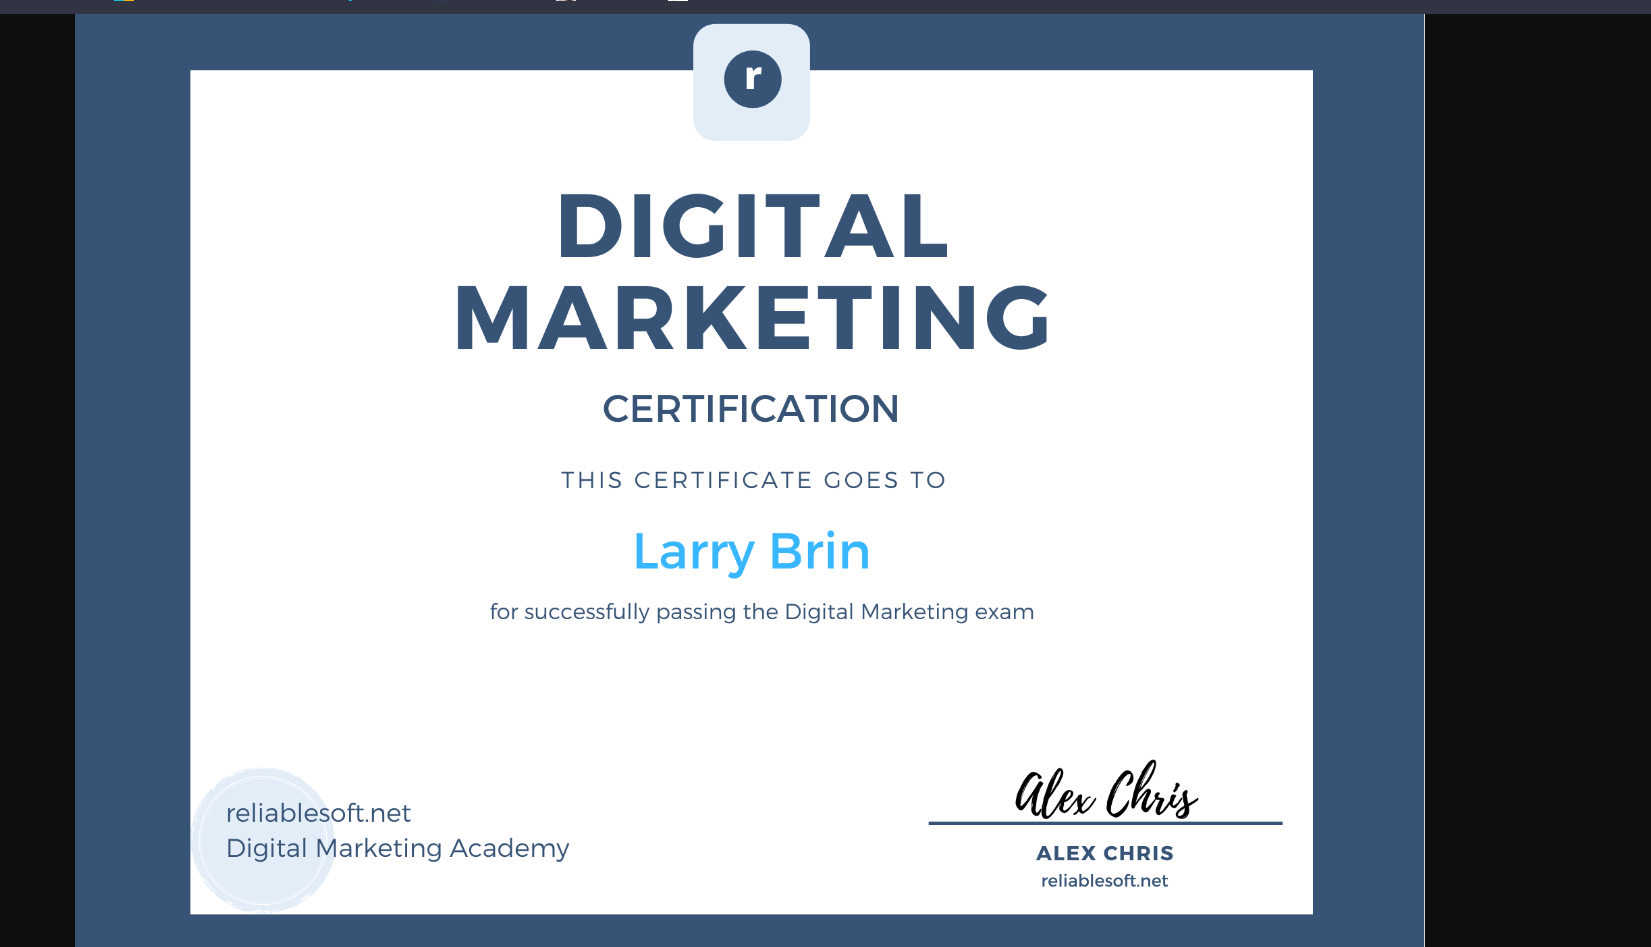 r
DIGITAL
MARKETING
CERTIFICATION
THIS CERTIFICATE GOES TO
Larry Brin
for successfully passing the Digital Marketing exam
reliablesoft.net
Digital Marketing Academy
Alex Chris
ALEX CHRIS
reliablesoft.net